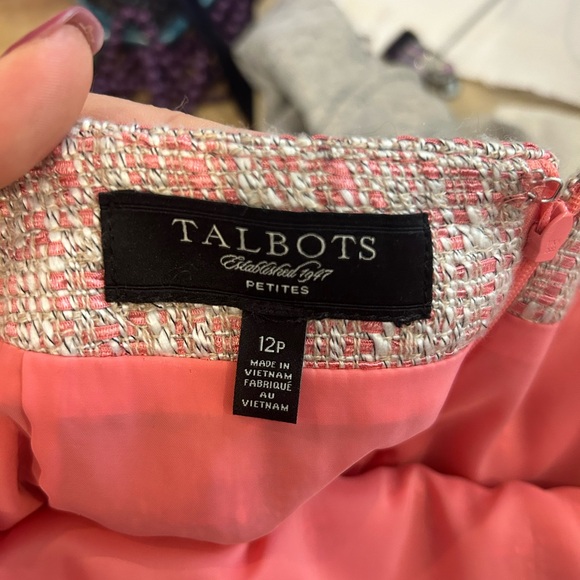 TALBOTS
Established 1947
PETITES
12P
MADE IN
VIETNAM
FABRIQUÉ
AU
VIETNAM